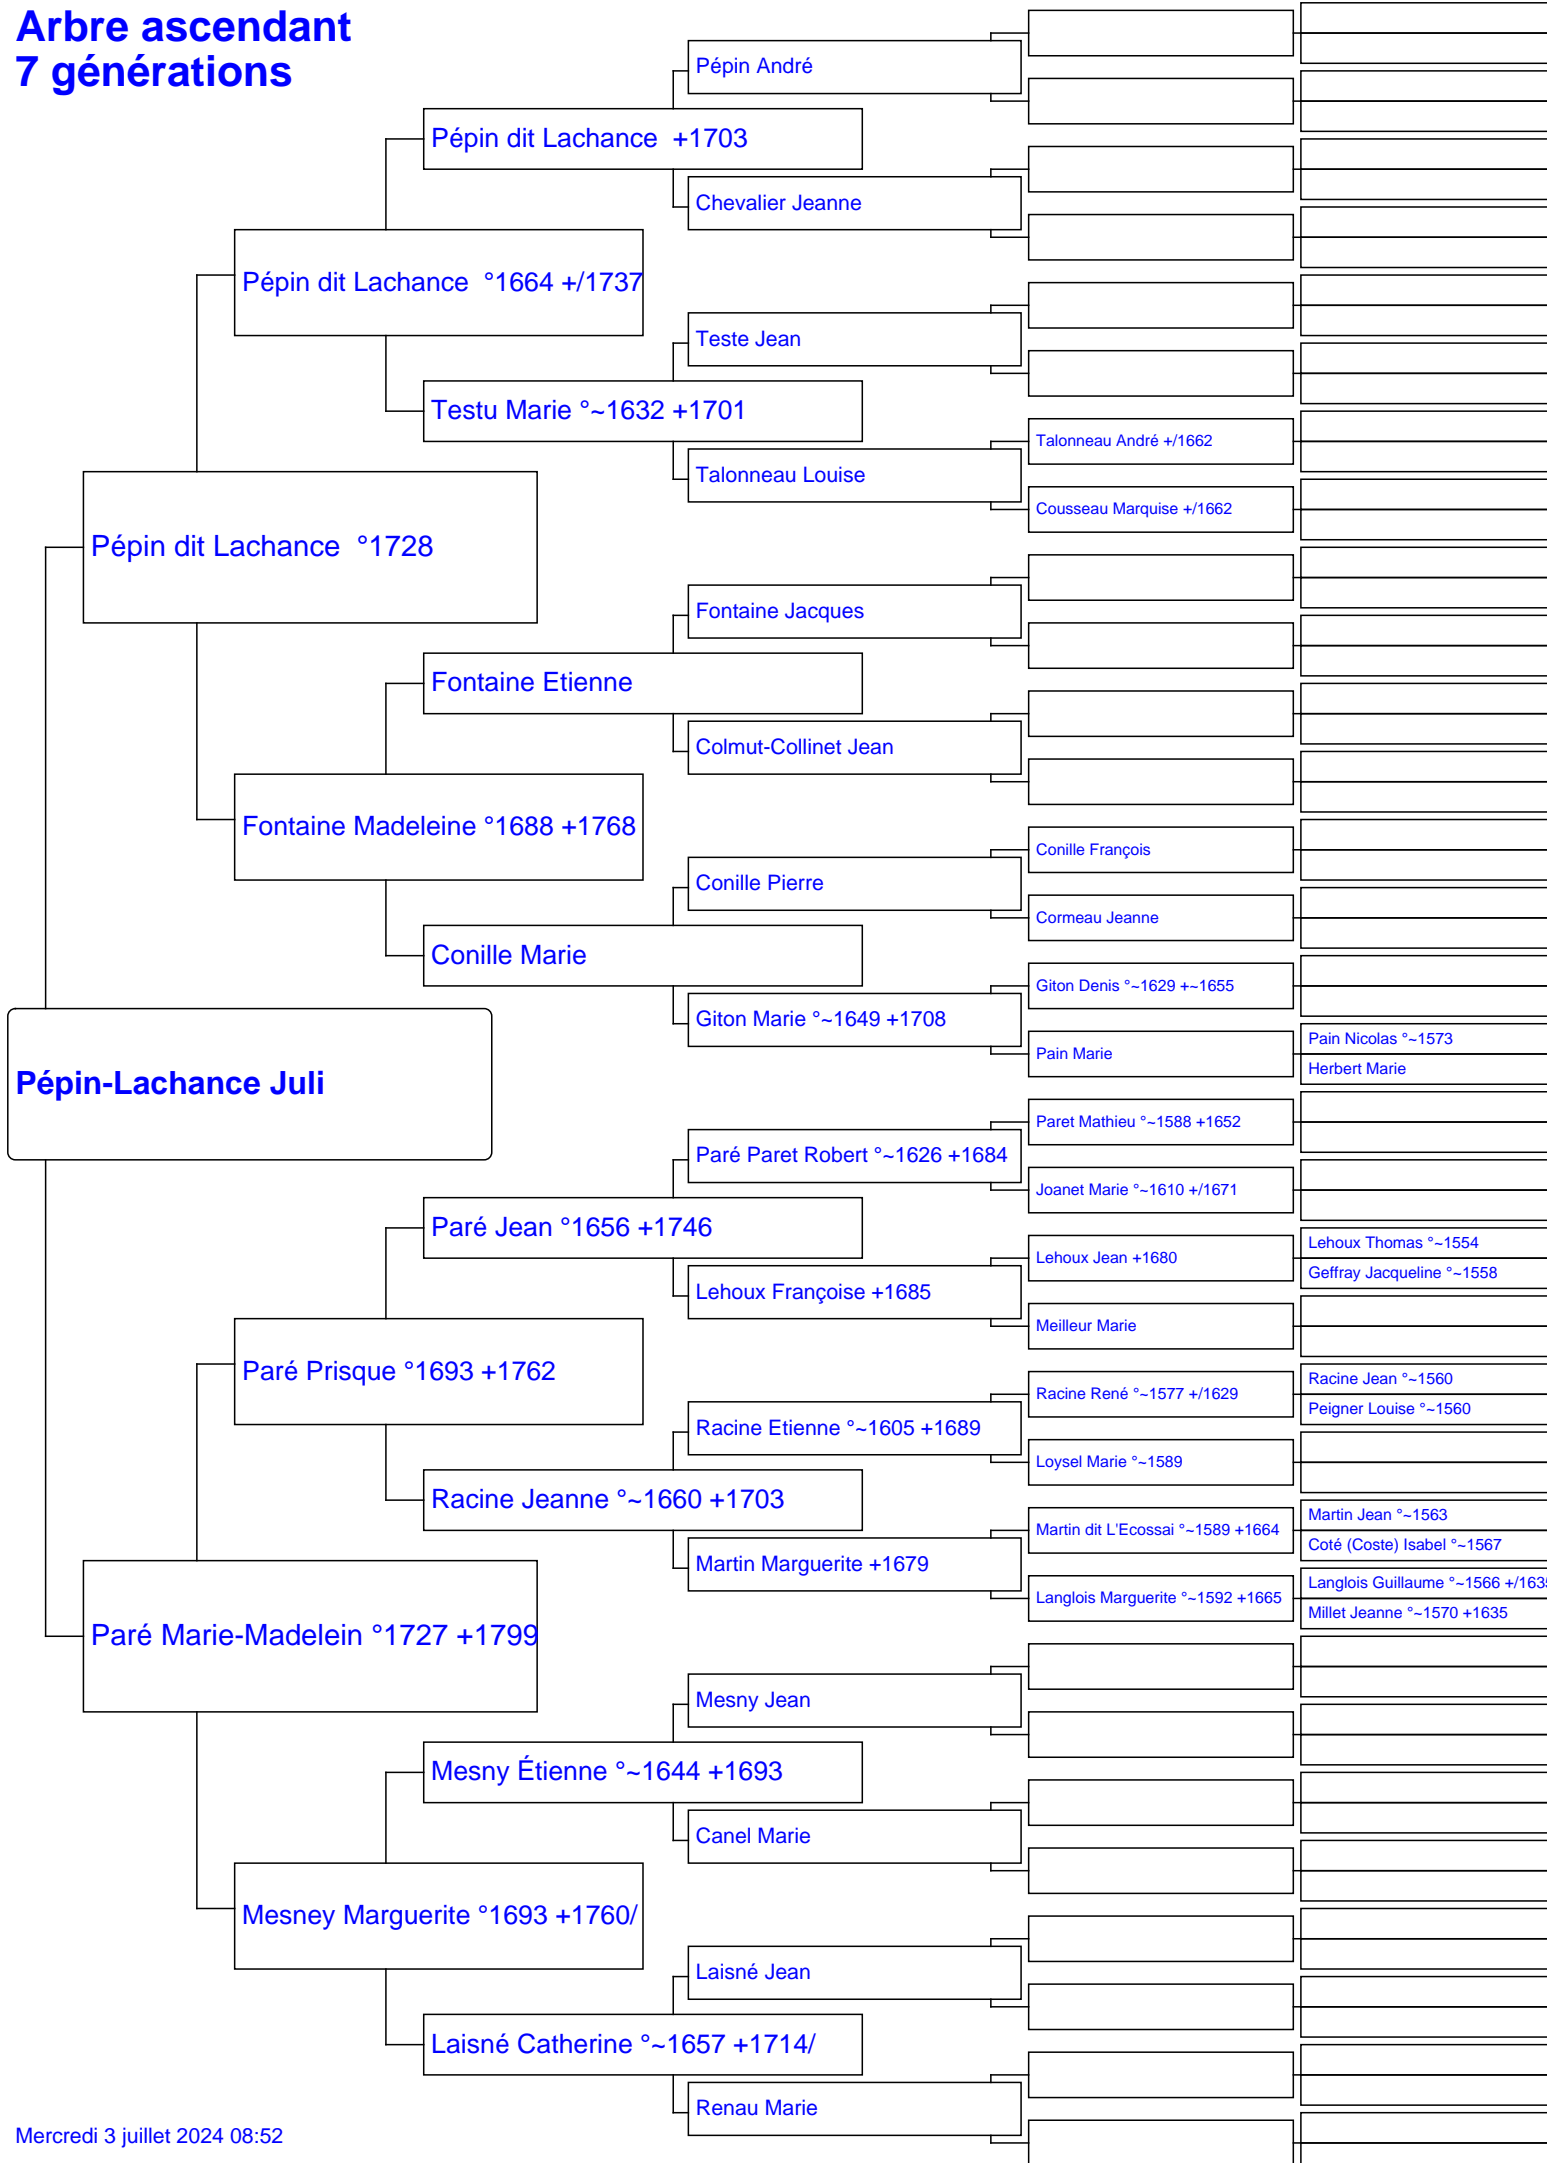 Arbre ascendant
7 générations
Pépin André
Pépin dit Lachance  +1703
Chevalier Jeanne
Pépin dit Lachance  °1664 +/1737
Teste Jean
Testu Marie °~1632 +1701
Talonneau André +/1662
Talonneau Louise
Cousseau Marquise +/1662
Pépin dit Lachance  °1728
Fontaine Jacques
Fontaine Etienne
Colmut-Collinet Jean
Fontaine Madeleine °1688 +1768
Conille François
Conille Pierre
Cormeau Jeanne
Conille Marie
Giton Denis °~1629 +~1655
Giton Marie °~1649 +1708
Pain Nicolas °~1573
Pain Marie
Herbert Marie
Pépin-Lachance Juli
Paret Mathieu °~1588 +1652
Paré Paret Robert °~1626 +1684
Joanet Marie °~1610 +/1671
Paré Jean °1656 +1746
Lehoux Thomas °~1554
Lehoux Jean +1680
Geffray Jacqueline °~1558
Lehoux Françoise +1685
Meilleur Marie
Paré Prisque °1693 +1762
Racine Jean °~1560
Racine René °~1577 +/1629
Peigner Louise °~1560
Racine Etienne °~1605 +1689
Loysel Marie °~1589
Racine Jeanne °~1660 +1703
Martin Jean °~1563
Martin dit L'Ecossai °~1589 +1664
Coté (Coste) Isabel °~1567
Martin Marguerite +1679
Langlois Guillaume °~1566 +/1635
Langlois Marguerite °~1592 +1665
Millet Jeanne °~1570 +1635
Paré Marie-Madelein °1727 +1799
Mesny Jean
Mesny Étienne °~1644 +1693
Canel Marie
Mesney Marguerite °1693 +1760/
Laisné Jean
Laisné Catherine °~1657 +1714/
Renau Marie
Mercredi 3 juillet 2024 08:52